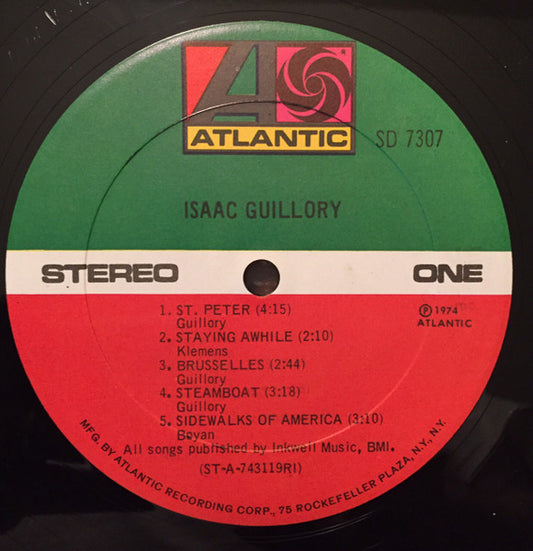 ®
ATLANTIC
SD 7307
ISAAC GUILLORY
STEREO
ONE
1. ST. PETER (4:15)
Guillory
2. STAYING AWHILE (2:10)
Klemens
3. BRUSSELLES (2:44)
Guillory
4. STEAMBOAT (3:18)
Guillory
5. SIDEWALKS OF AMERICA (3:10)
Boyan
℗ 1974
ATLANTIC
All songs published by Inkwell Music, BMI.
(ST-A-743119RI)
MFG. BY ATLANTIC RECORDING CORP., 75 ROCKEFELLER PLAZA, N.Y., N.Y.